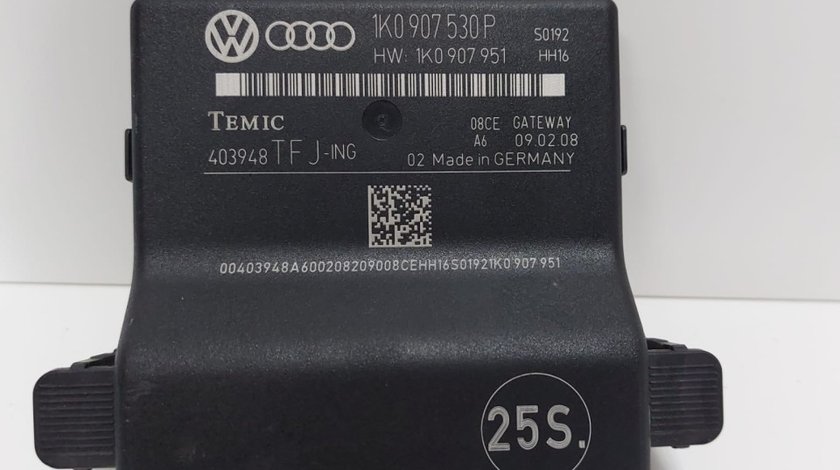 1K0 907 530 P S0192
HW: 1K0 907 951 HH16
TEMIC 08CE GATEWAY
A6 09.02.08
403948 TFJ-ING 02 Made in GERMANY
00403948A600208209008CEHH16S01921K0 907 951
25S.